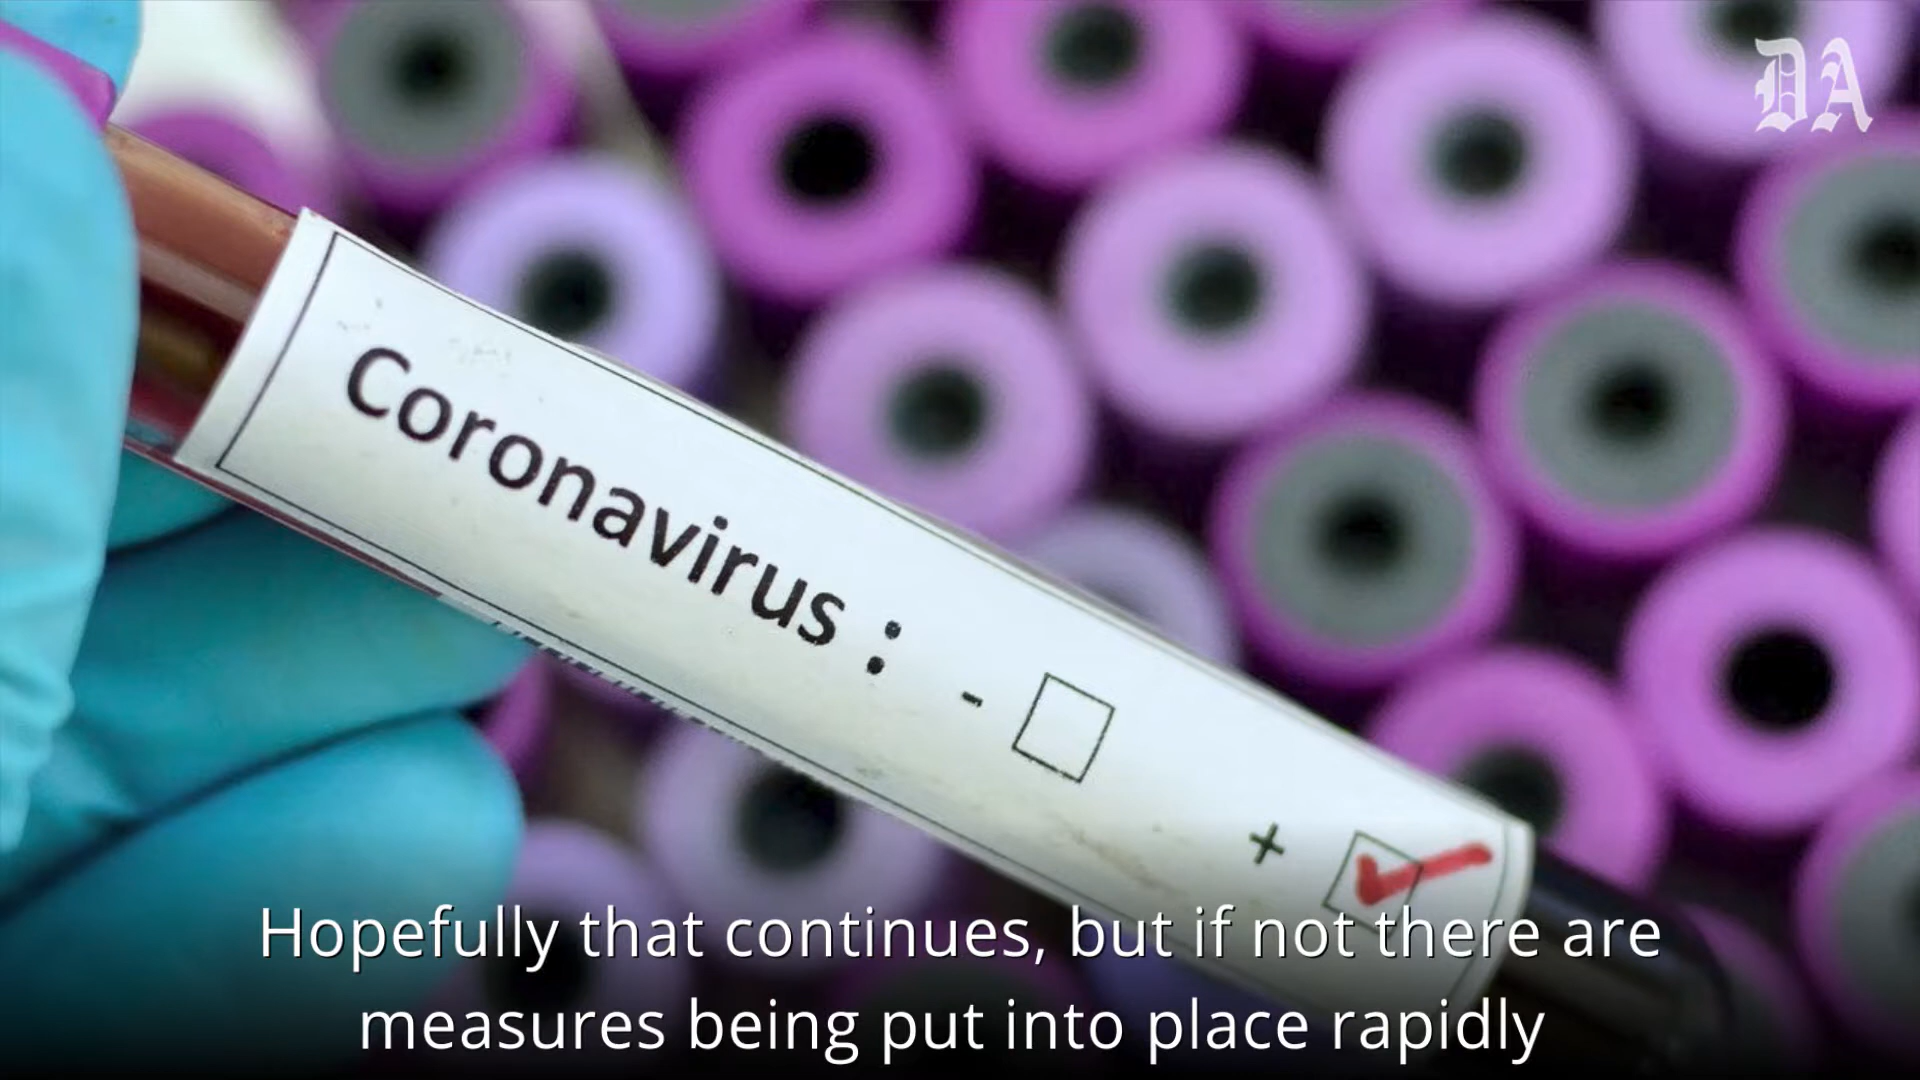 DA
Coronavirus : -
+
Hopefully that continues, but if not there are
measures being put into place rapidly